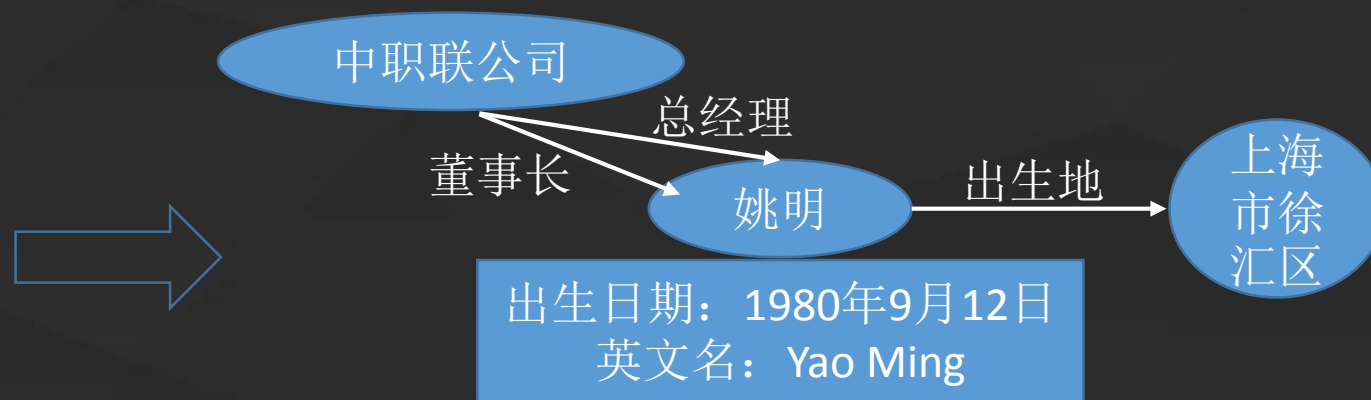 中职联公司
总经理
董事长
姚明
出生地
上海
市徐
汇区
出生日期：1980年9月12日
英文名：Yao Ming